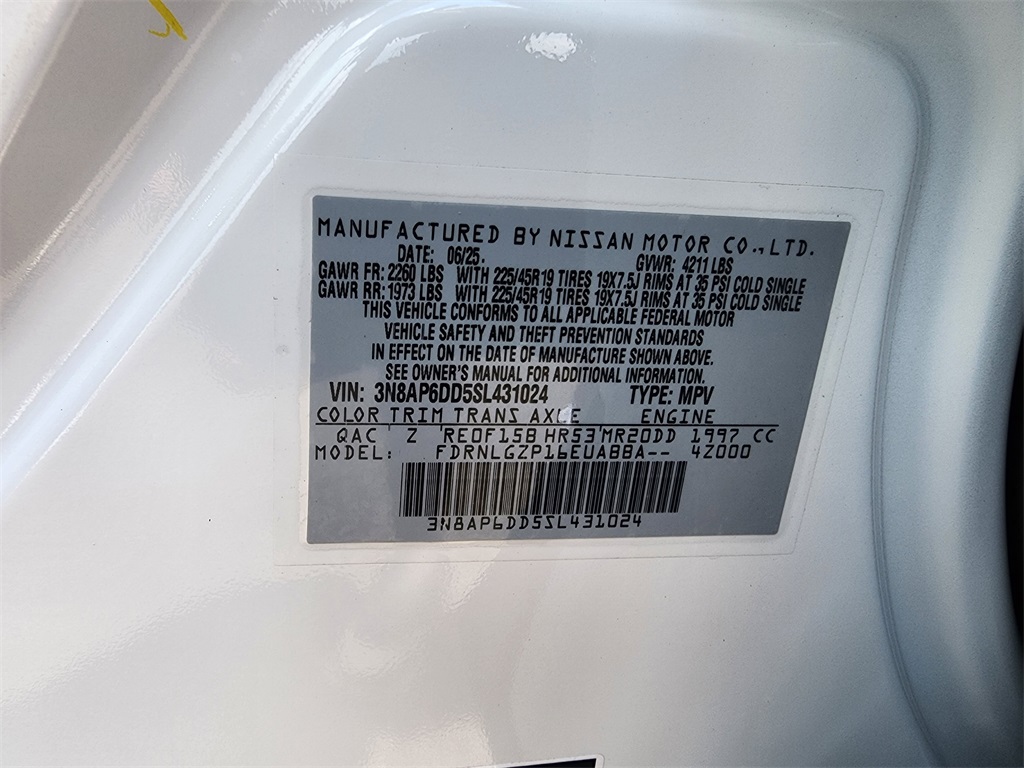 MANUFACTURED BY NISSAN MOTOR CO.,LTD.
DATE: 06/25. GVWR: 4211 LBS
GAWR FR: 2260 LBS WITH 225/45R19 TIRES 19X7.5J RIMS AT 35 PSI COLD SINGLE
GAWR RR: 1973 LBS WITH 225/45R19 TIRES 19X7.5J RIMS AT 35 PSI COLD SINGLE
THIS VEHICLE CONFORMS TO ALL APPLICABLE FEDERAL MOTOR
VEHICLE SAFETY AND THEFT PREVENTION STANDARDS
IN EFFECT ON THE DATE OF MANUFACTURE SHOWN ABOVE.
SEE OWNER'S MANUAL FOR ADDITIONAL INFORMATION.
VIN: 3N8AP6DD5SL431024 TYPE: MPV
COLOR TRIM TRANS AXLE ENGINE
QAC Z RE0F15B HR53 MR20DD 1997 CC
MODEL: FDRNLGZP16EUABBA-- 4Z000
3N8AP6DD5SL431024